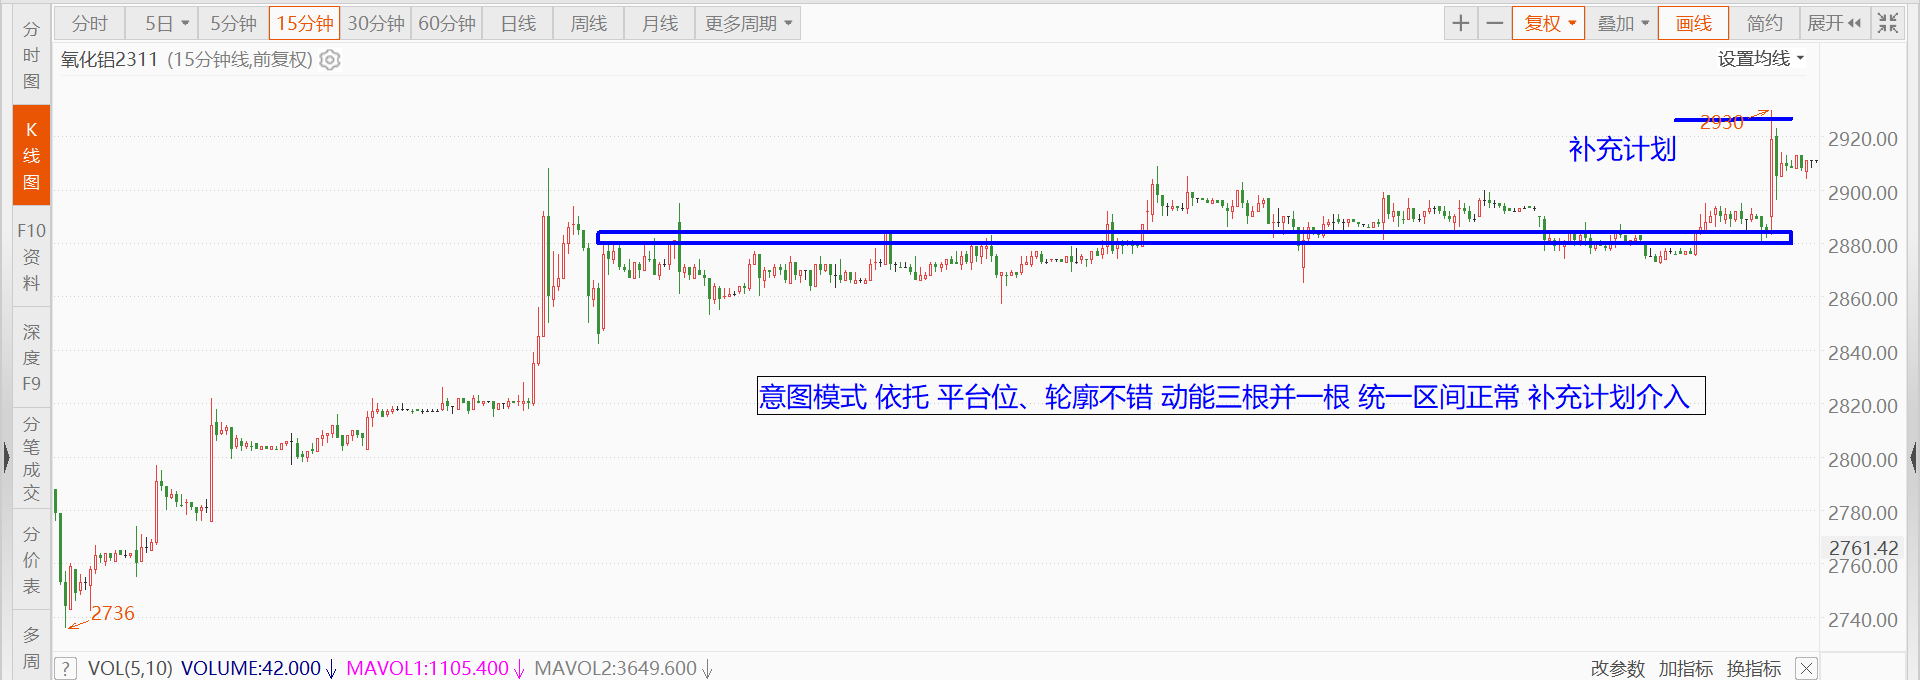 分时 5日 5分钟 15分钟 30分钟 60分钟 日线 周线 月线 更多周期 + − 复权 叠加 画线 简约 展开
氧化铝2311 (15分钟线,前复权) 设置均线
分时图
K线图
F10资料
深度F9
分笔成交
分价表
多周
2930
补充计划
2920.00
2900.00
2880.00
2860.00
2840.00
意图模式 依托 平台位、轮廓不错 动能三根并一根 统一区间正常 补充计划介入
2820.00
2800.00
2780.00
2761.42
2760.00
2736
2740.00
? VOL(5,10) VOLUME:42.000↓ MAVOL1:1105.400↓ MAVOL2:3649.600↓ 改参数 加指标 换指标